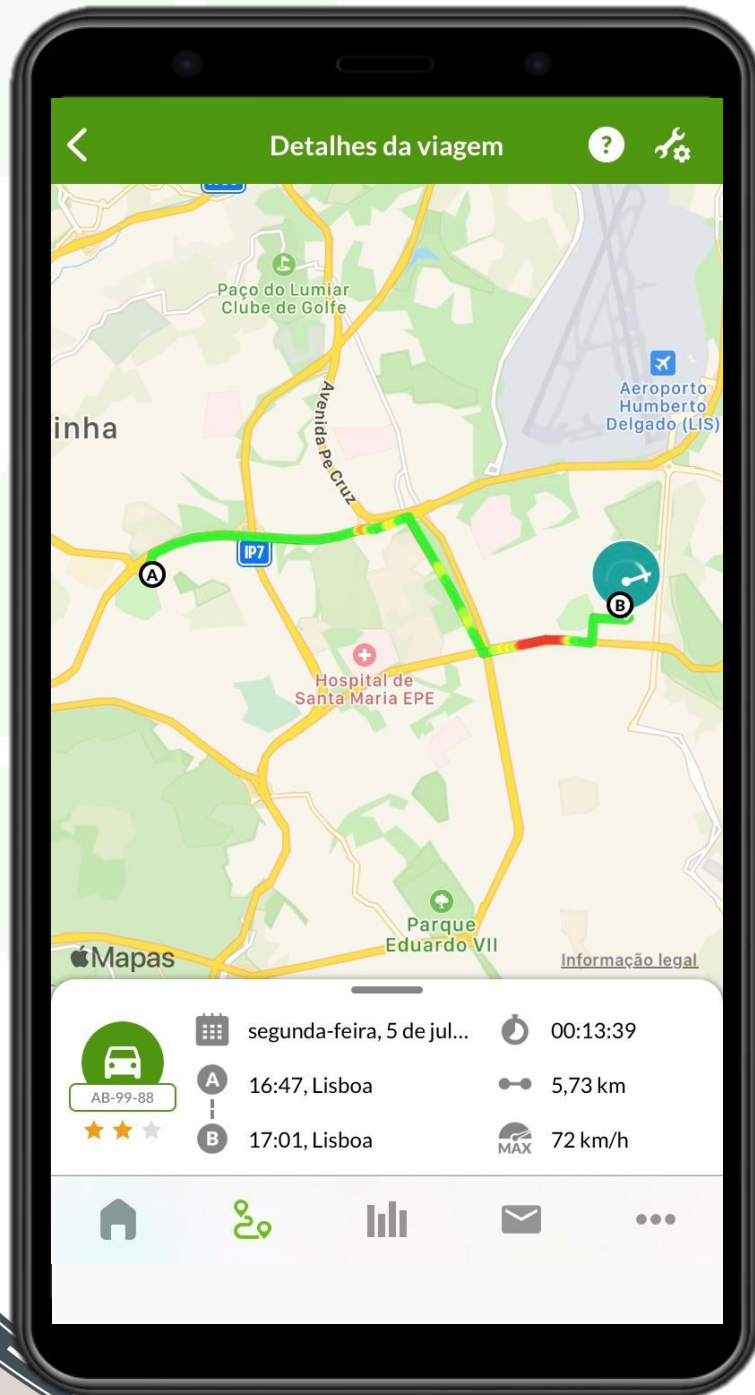 Detalhes da viagem
?
Paço do Lumiar
Clube de Golfe
Aeroporto
Humberto
Delgado (LIS)
inha
Avenida Pe Cruz
IP7
A
B
Hospital de
Santa Maria EPE
Parque
Eduardo VII
Mapas
Informação legal
segunda-feira, 5 de jul...
00:13:39
AB-99-88
A
16:47, Lisboa
5,73 km
B
17:01, Lisboa
MAX
72 km/h